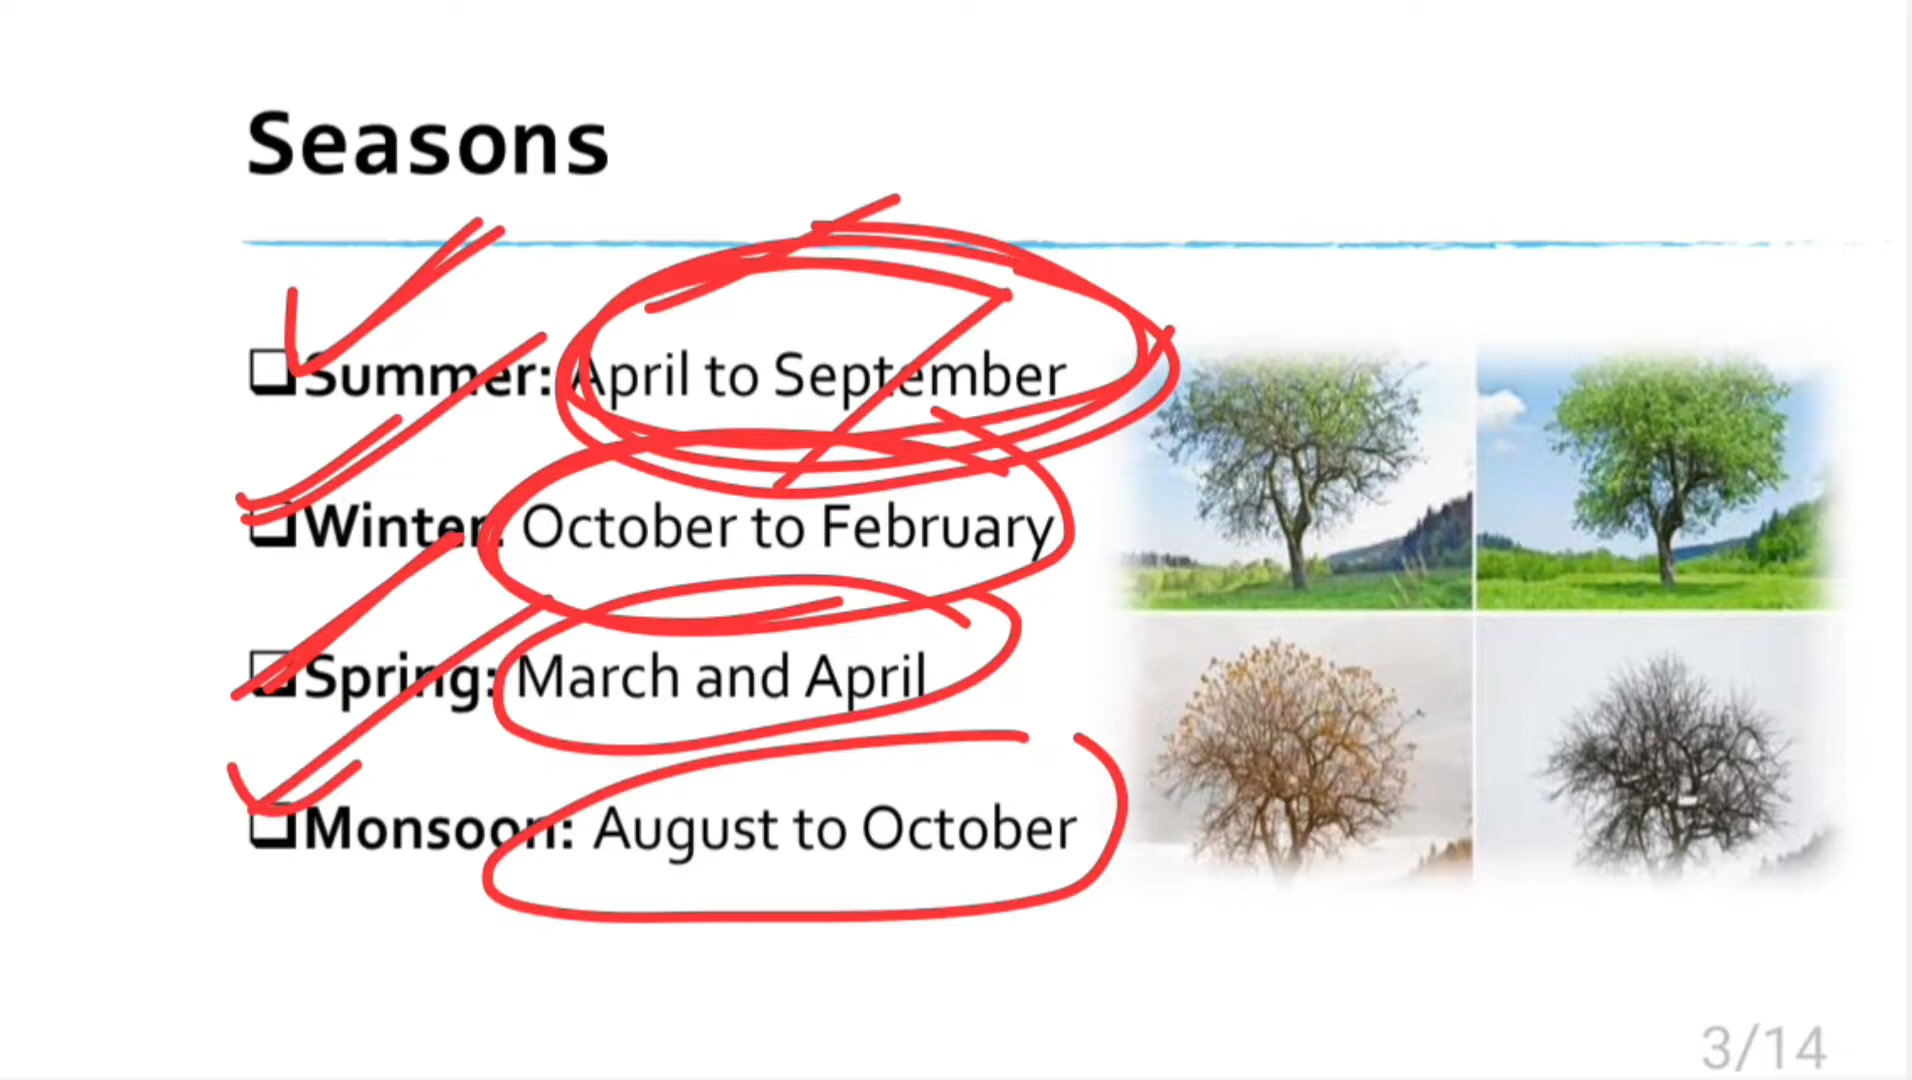 Seasons
Summer: April to September
Winter: October to February
Spring: March and April
Monsoon: August to October
3/14